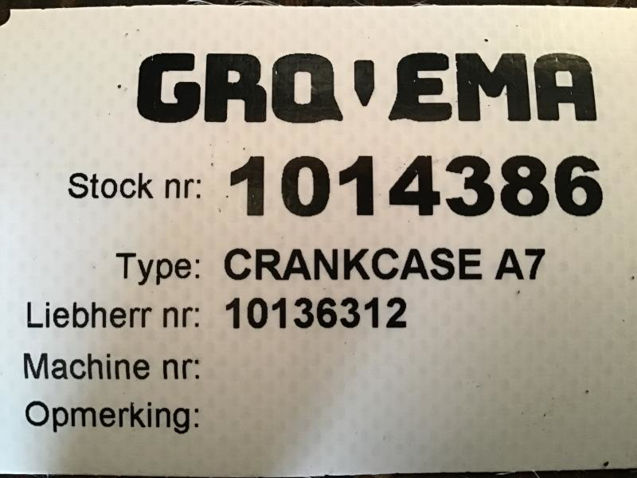 GRO EMA
Stock nr: 1014386
Type: CRANKCASE A7
Liebherr nr: 10136312
Machine nr:
Opmerking: